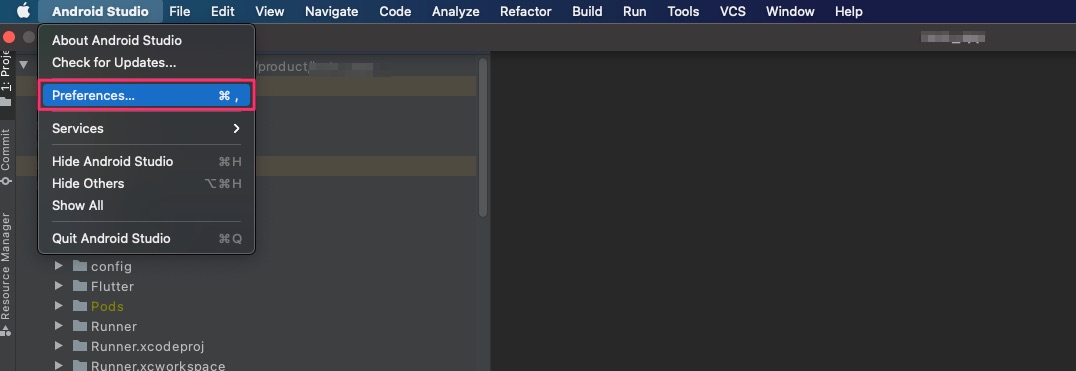 Android Studio File Edit View Navigate Code Analyze Refactor Build Run Tools VCS Window Help
About Android Studio
Check for Updates...
/product/
Preferences... ⌘ ,
Services
Hide Android Studio ⌘H
Hide Others ⌥⌘H
Show All
Quit Android Studio ⌘Q
config
Flutter
Pods
Runner
Runner.xcodeproj
Runner.xcworkspace
1: Proje
Commit
Resource Manager